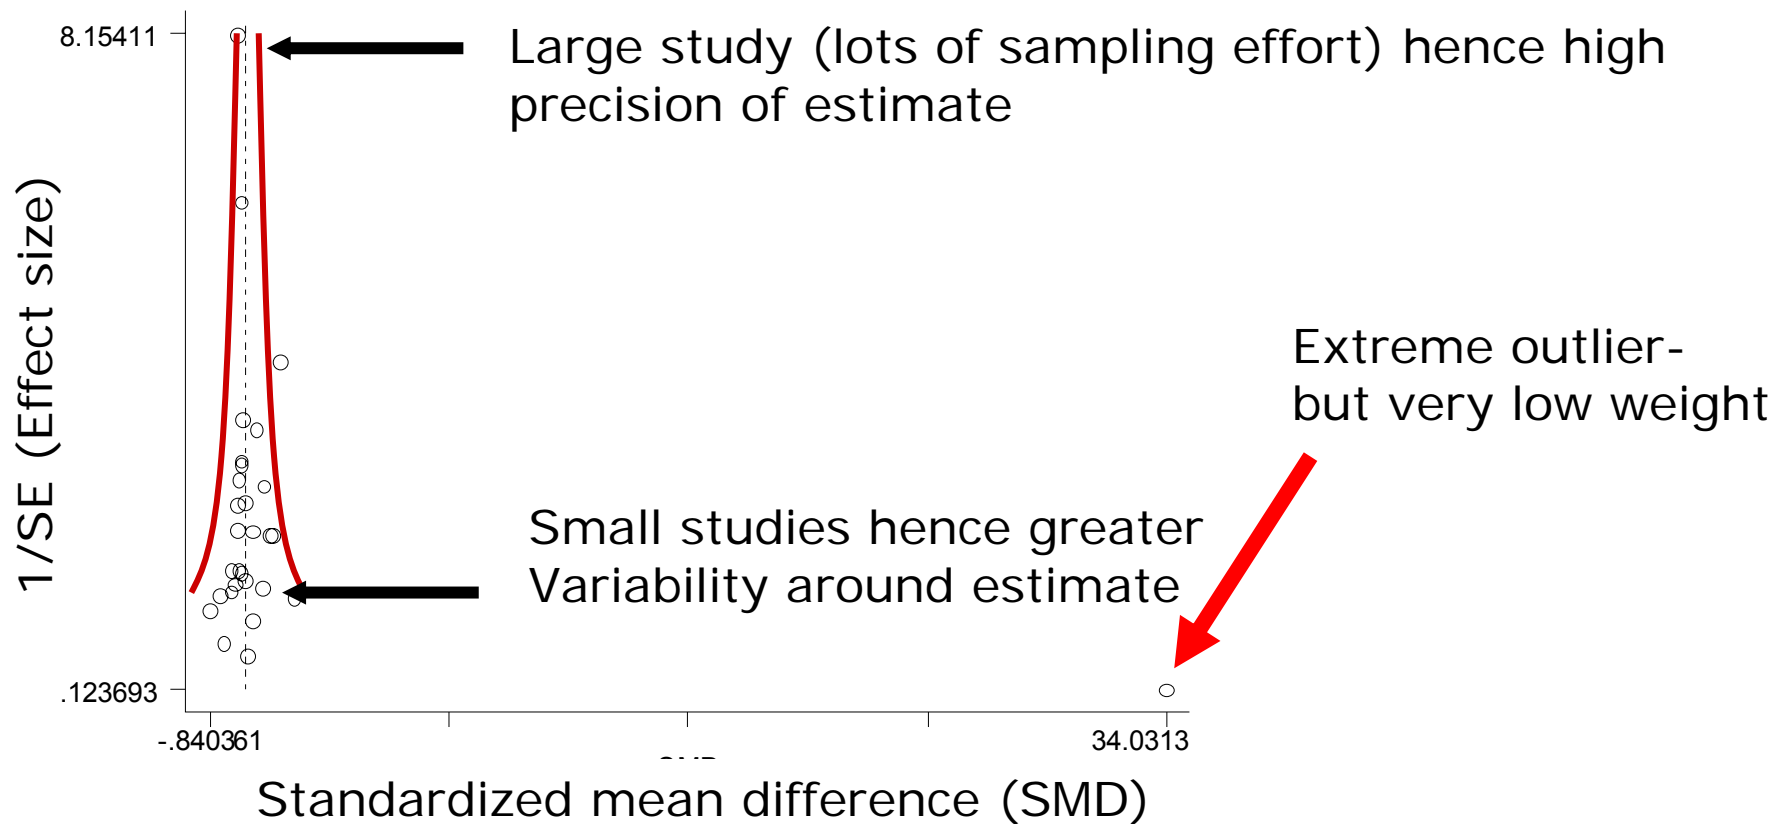 8.15411
Large study (lots of sampling effort) hence high
precision of estimate
1/SE (Effect size)
Extreme outlier-
but very low weight
Small studies hence greater
Variability around estimate
.123693
-.840361
34.0313
Standardized mean difference (SMD)